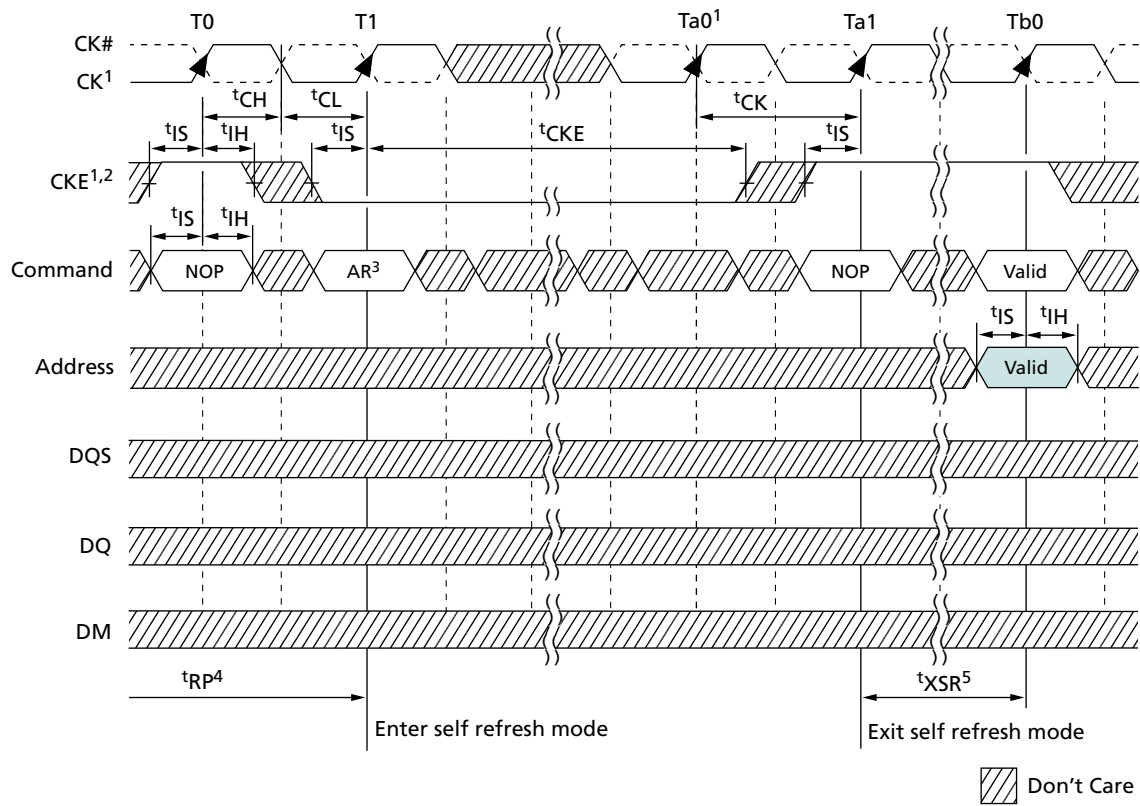 T0 T1 Ta0¹ Ta1 Tb0
CK#
CK¹
tCH tCL tCK
tIS tIH tIS tCKE tIS
CKE¹,²
tIS tIH
Command NOP AR³ NOP Valid
tIS tIH
Address Valid
DQS
DQ
DM
tRP⁴ tXSR⁵
Enter self refresh mode Exit self refresh mode
Don't Care